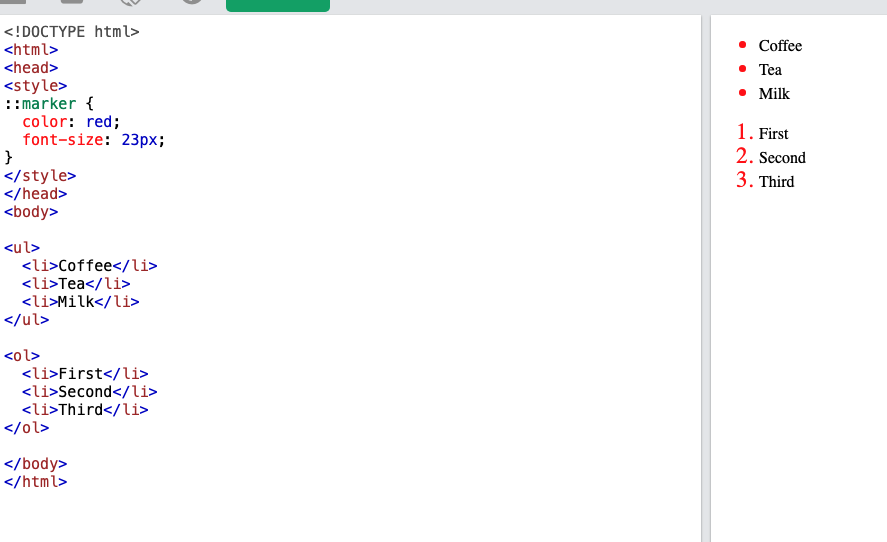 <!DOCTYPE html>
<html>
<head>
<style>
::marker {
  color: red;
  font-size: 23px;
}
</style>
</head>
<body>

<ul>
  <li>Coffee</li>
  <li>Tea</li>
  <li>Milk</li>
</ul>

<ol>
  <li>First</li>
  <li>Second</li>
  <li>Third</li>
</ol>

</body>
</html>
• Coffee
• Tea
• Milk
1. First
2. Second
3. Third